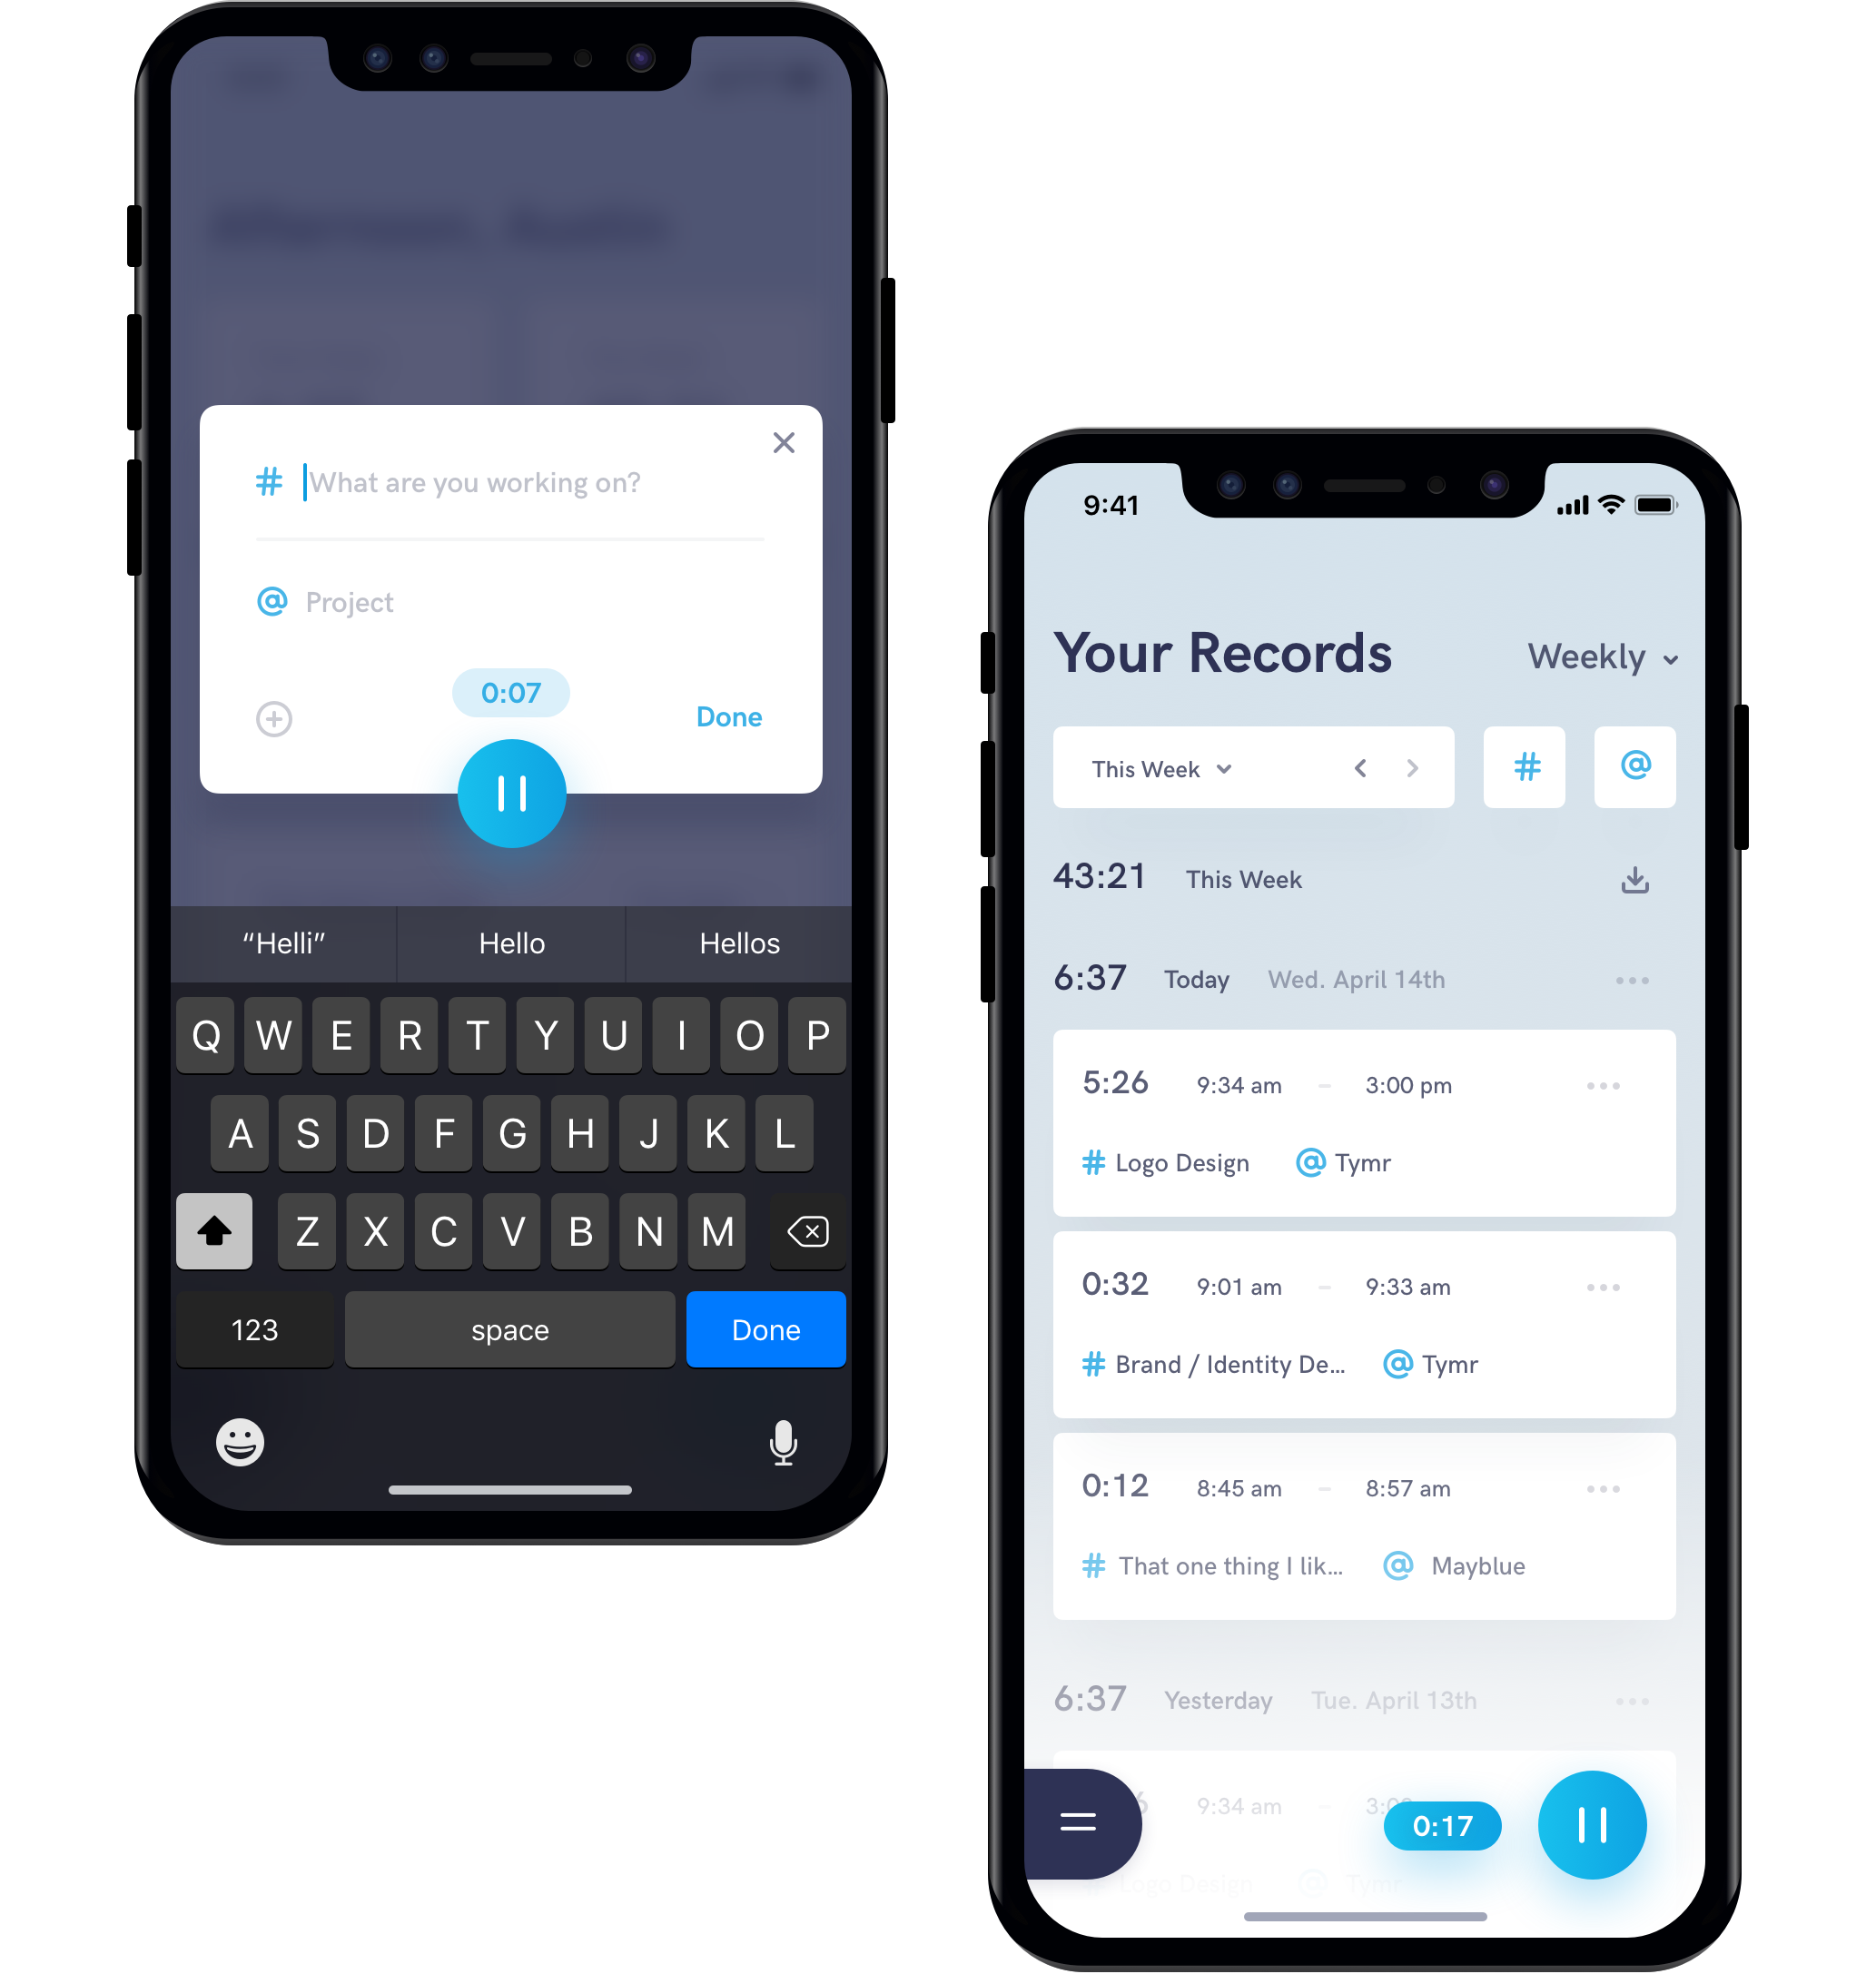 # What are you working on?
@ Project
0:07
Done
“Helli” Hello Hellos
Q W E R T Y U I O P
A S D F G H J K L
Z X C V B N M
123 space Done
9:41
Your Records Weekly
This Week # @
43:21 This Week
6:37 Today Wed. April 14th
5:26 9:34 am – 3:00 pm
# Logo Design @ Tymr
0:32 9:01 am – 9:33 am
# Brand / Identity De...
@ Tymr
0:12 8:45 am – 8:57 am
# That one thing I lik...
@ Mayblue
6:37 Yesterday Tue. April 13th
9:34 am –
0:17
Logo Design @ Tymr